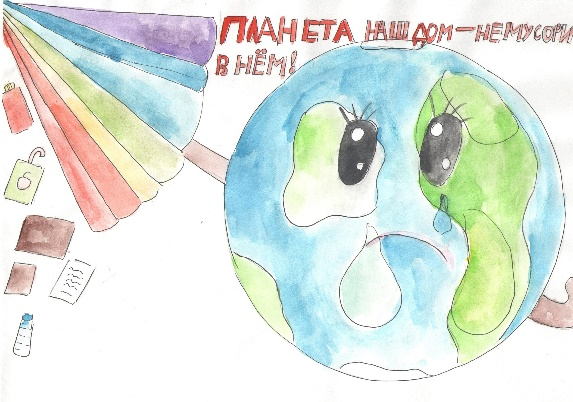 ПЛАНЕТА НАШ ДОМ — НЕ МУСОРИ
В НЁМ!